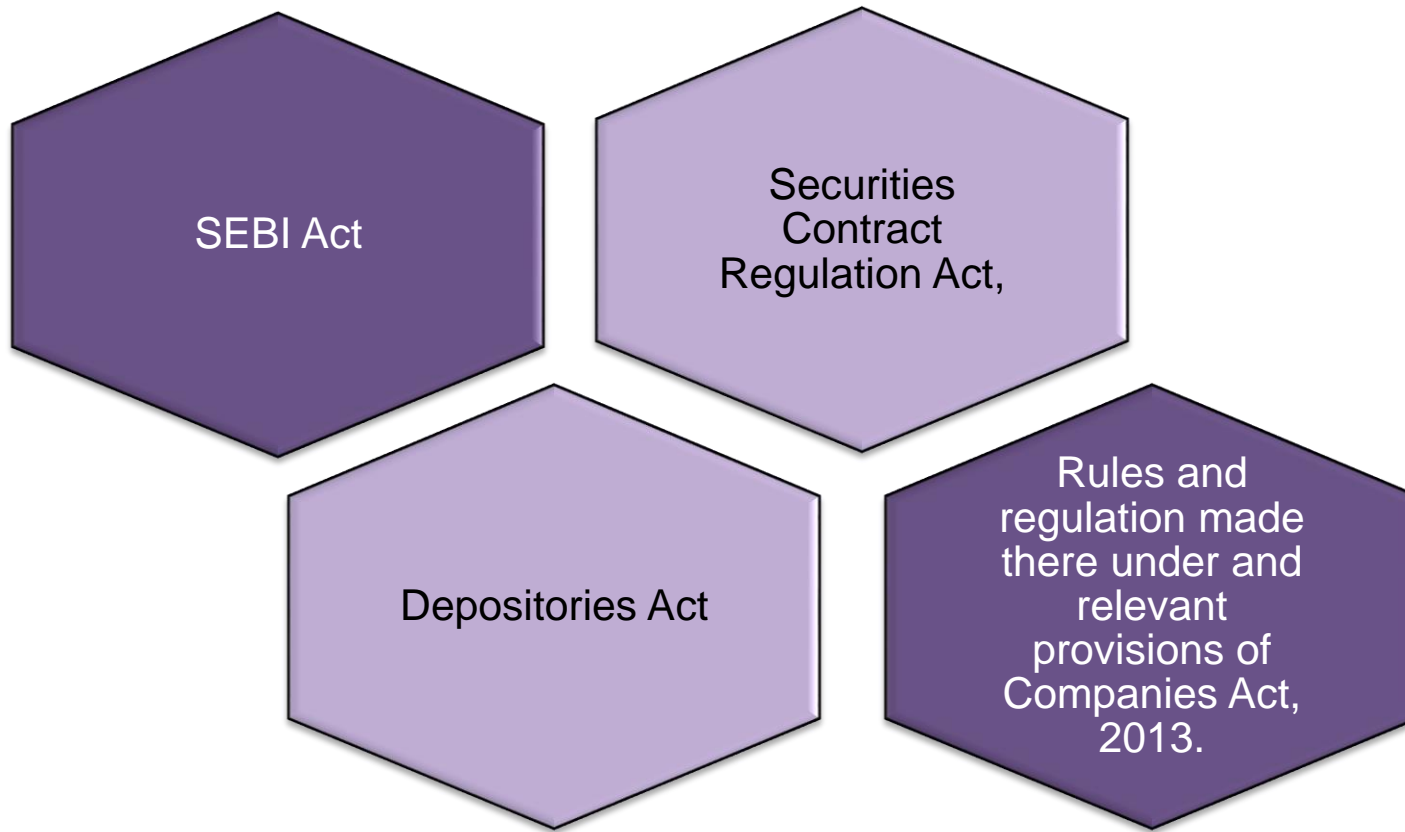 SEBI Act
Securities
Contract
Regulation Act,
Depositories Act
Rules and
regulation made
there under and
relevant
provisions of
Companies Act,
2013.